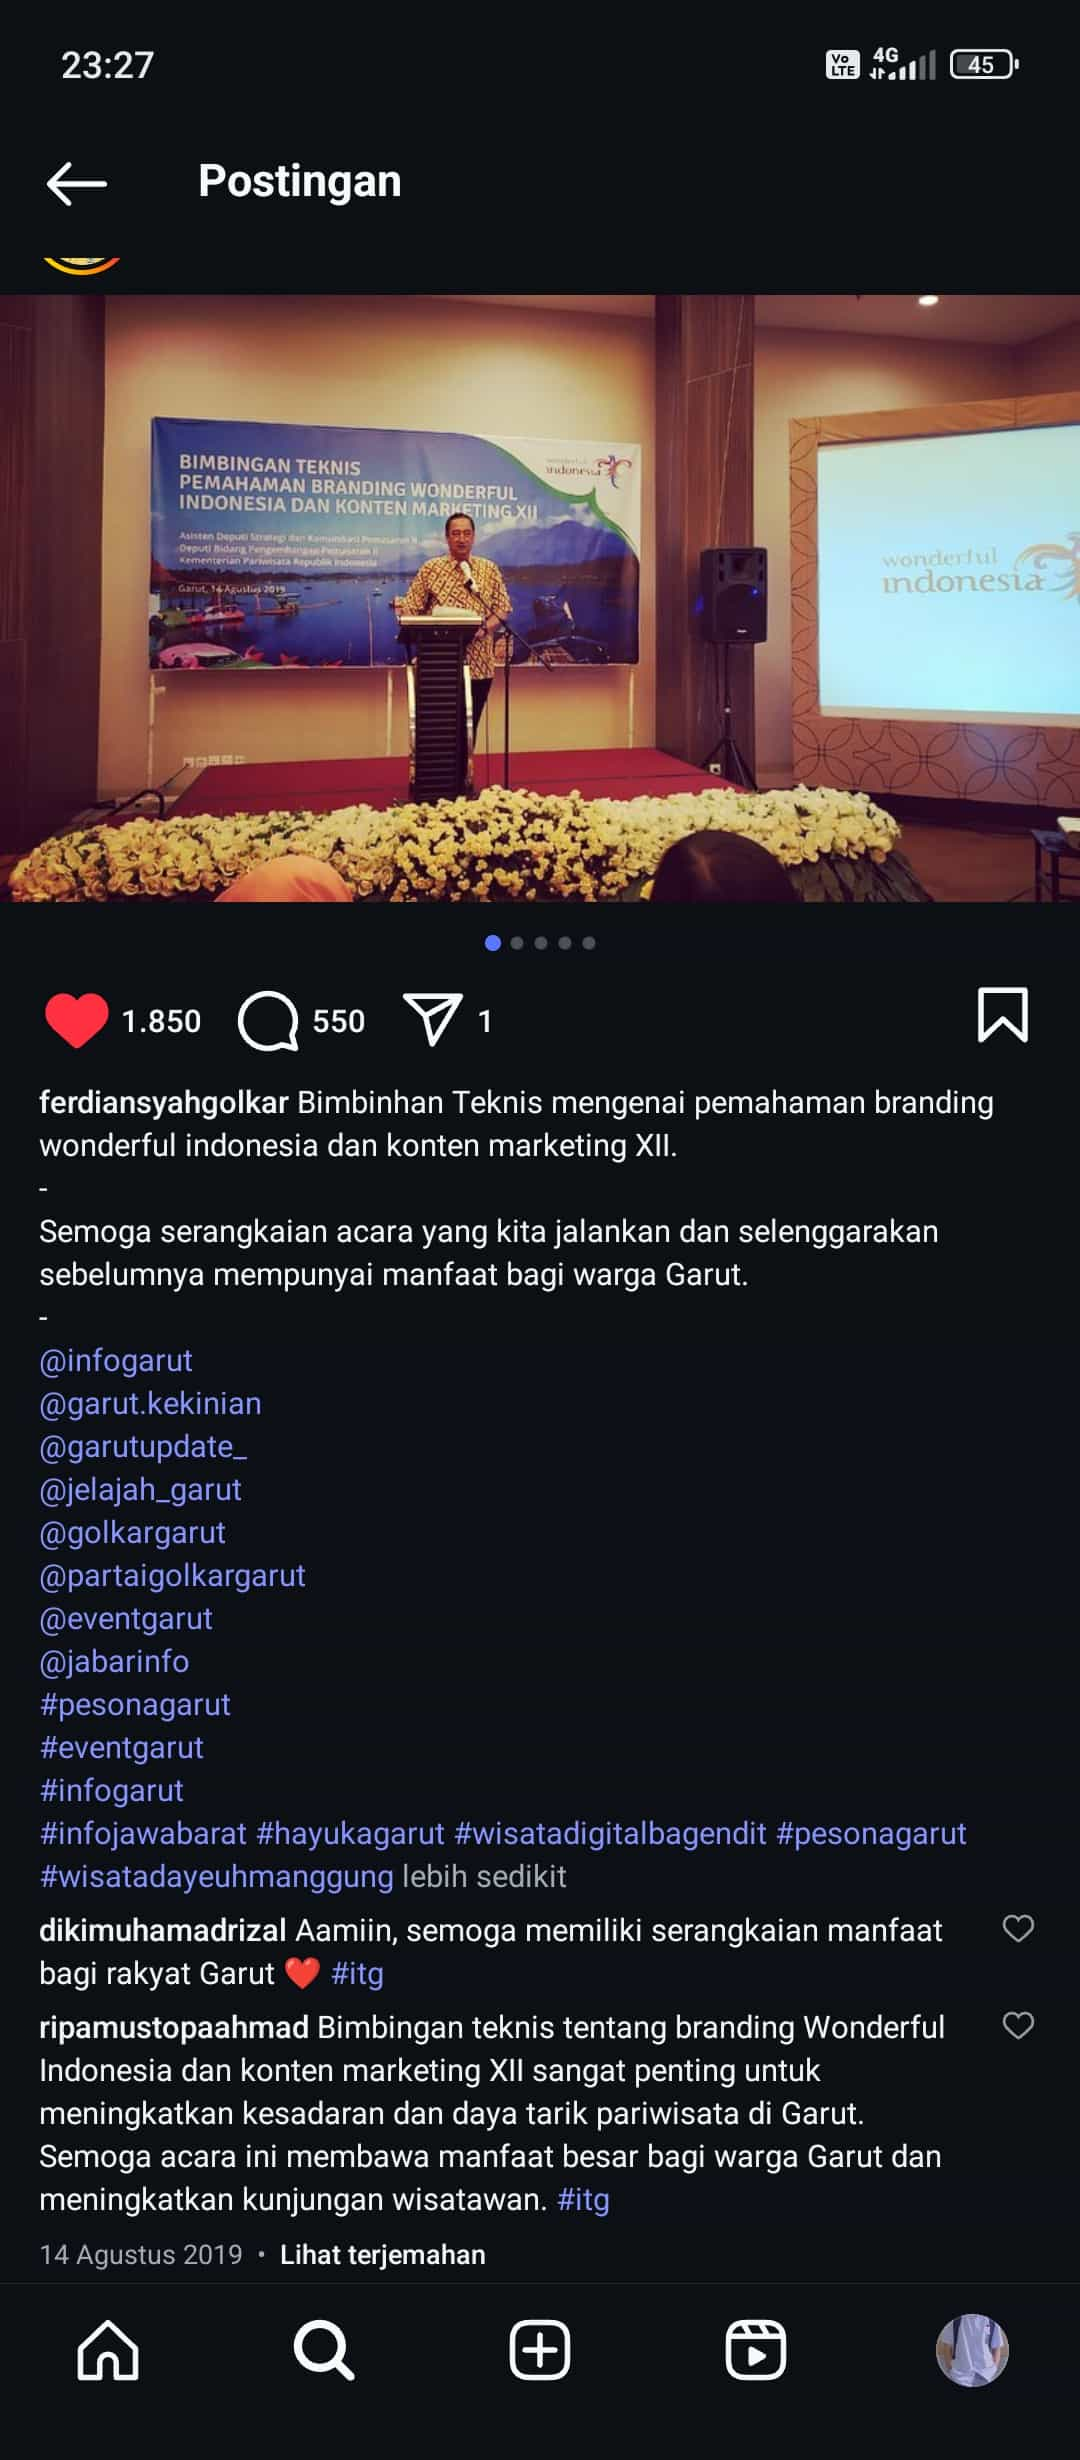 23:27
Vo
LTE
4G
45
Postingan
BIMBINGAN TEKNIS
PEMAHAMAN BRANDING WONDERFUL
INDONESIA DAN KONTEN MARKETING XII
wonderful
indonesia
Asisten Deputi Strategi dan Komunikasi Pemasaran II
Deputi Bidang Pengembangan Pemasaran II
Kementerian Pariwisata Republik Indonesia
Garut, 14 Agustus 2019
wonderful
indonesia
1.850
550
1
ferdiansyahgolkar Bimbinhan Teknis mengenai pemahaman branding
wonderful indonesia dan konten marketing XII.
-
Semoga serangkaian acara yang kita jalankan dan selenggarakan
sebelumnya mempunyai manfaat bagi warga Garut.
-
@infogarut
@garut.kekinian
@garutupdate_
@jelajah_garut
@golkargarut
@partaigolkargarut
@eventgarut
@jabarinfo
#pesonagarut
#eventgarut
#infogarut
#infojawabarat #hayukagarut #wisatadigitalbagendit #pesonagarut
#wisatadayeuhmanggung lebih sedikit
dikimuhamadrizal Aamiin, semoga memiliki serangkaian manfaat
bagi rakyat Garut ❤️ #itg
ripamustopaahmad Bimbingan teknis tentang branding Wonderful
Indonesia dan konten marketing XII sangat penting untuk
meningkatkan kesadaran dan daya tarik pariwisata di Garut.
Semoga acara ini membawa manfaat besar bagi warga Garut dan
meningkatkan kunjungan wisatawan. #itg
14 Agustus 2019 • Lihat terjemahan